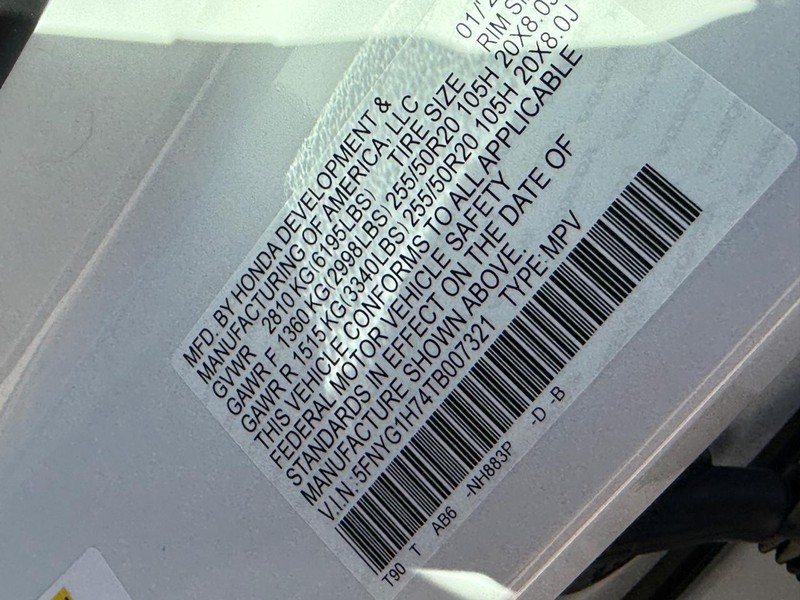 MFD. BY HONDA DEVELOPMENT &
MANUFACTURING OF AMERICA, LLC 01/2
GVWR 2810 KG(6195LBS) TIRE SIZE RIM
GAWR F 1360 KG(2998LBS) 255/50R20 105H 20X8.0J
GAWR R 1515 KG(3340LBS) 255/50R20 105H 20X8.0J
THIS VEHICLE CONFORMS TO ALL APPLICABLE
FEDERAL MOTOR VEHICLE SAFETY
STANDARDS IN EFFECT ON THE DATE OF
MANUFACTURE SHOWN ABOVE.
V.I.N.:5FNYG1H74TB007321 TYPE:MPV
T90 T AB6 -NH883P -D -B